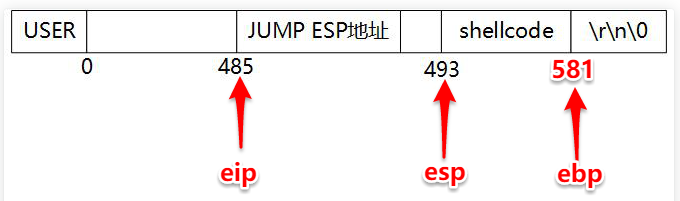 USER JUMP ESP地址 shellcode \r\n\0
0 485 493 581
eip esp ebp